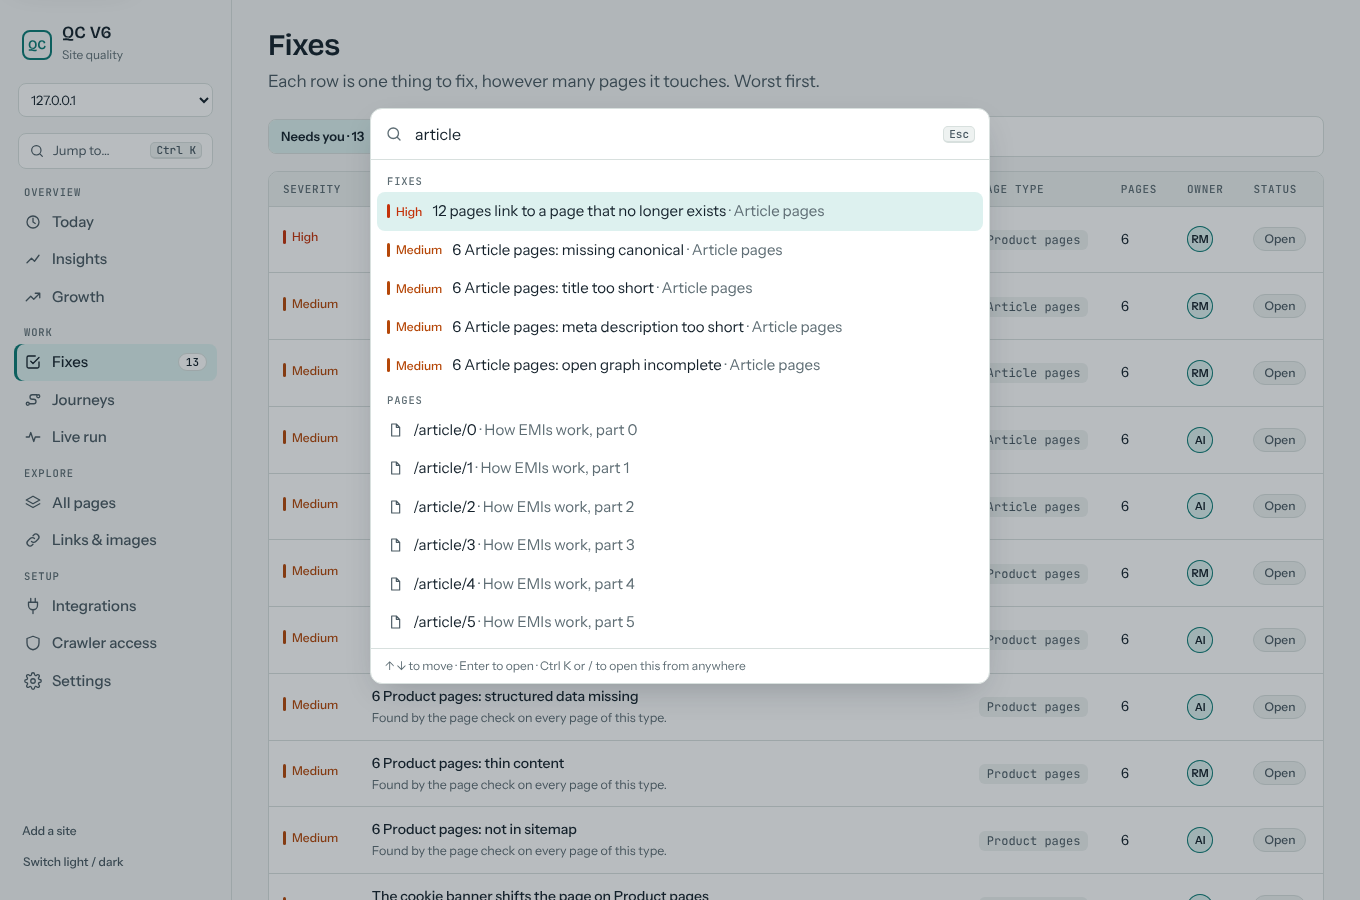 QC
QC V6
Site quality
127.0.0.1
Jump to...
Ctrl K
OVERVIEW
Today
Insights
Growth
WORK
Fixes
13
Journeys
Live run
EXPLORE
All pages
Links & images
SETUP
Integrations
Crawler access
Settings
Add a site
Switch light / dark
Fixes
Each row is one thing to fix, however many pages it touches. Worst first.
Needs you · 13
article
Esc
FIXES
High 12 pages link to a page that no longer exists · Article pages
Medium 6 Article pages: missing canonical · Article pages
Medium 6 Article pages: title too short · Article pages
Medium 6 Article pages: meta description too short · Article pages
Medium 6 Article pages: open graph incomplete · Article pages
PAGES
/article/0 · How EMIs work, part 0
/article/1 · How EMIs work, part 1
/article/2 · How EMIs work, part 2
/article/3 · How EMIs work, part 3
/article/4 · How EMIs work, part 4
/article/5 · How EMIs work, part 5
↑ ↓ to move · Enter to open · Ctrl K or / to open this from anywhere
SEVERITY AGE TYPE PAGES OWNER STATUS
High Product pages 6 RM Open
Medium Article pages 6 RM Open
Medium Article pages 6 RM Open
Medium Article pages 6 AI Open
Medium Article pages 6 AI Open
Medium Product pages 6 RM Open
Medium Product pages 6 AI Open
Medium 6 Product pages: structured data missing Product pages 6 AI Open
Found by the page check on every page of this type.
Medium 6 Product pages: thin content Product pages 6 RM Open
Found by the page check on every page of this type.
Medium 6 Product pages: not in sitemap Product pages 6 AI Open
Found by the page check on every page of this type.
The cookie banner shifts the page on Product pages